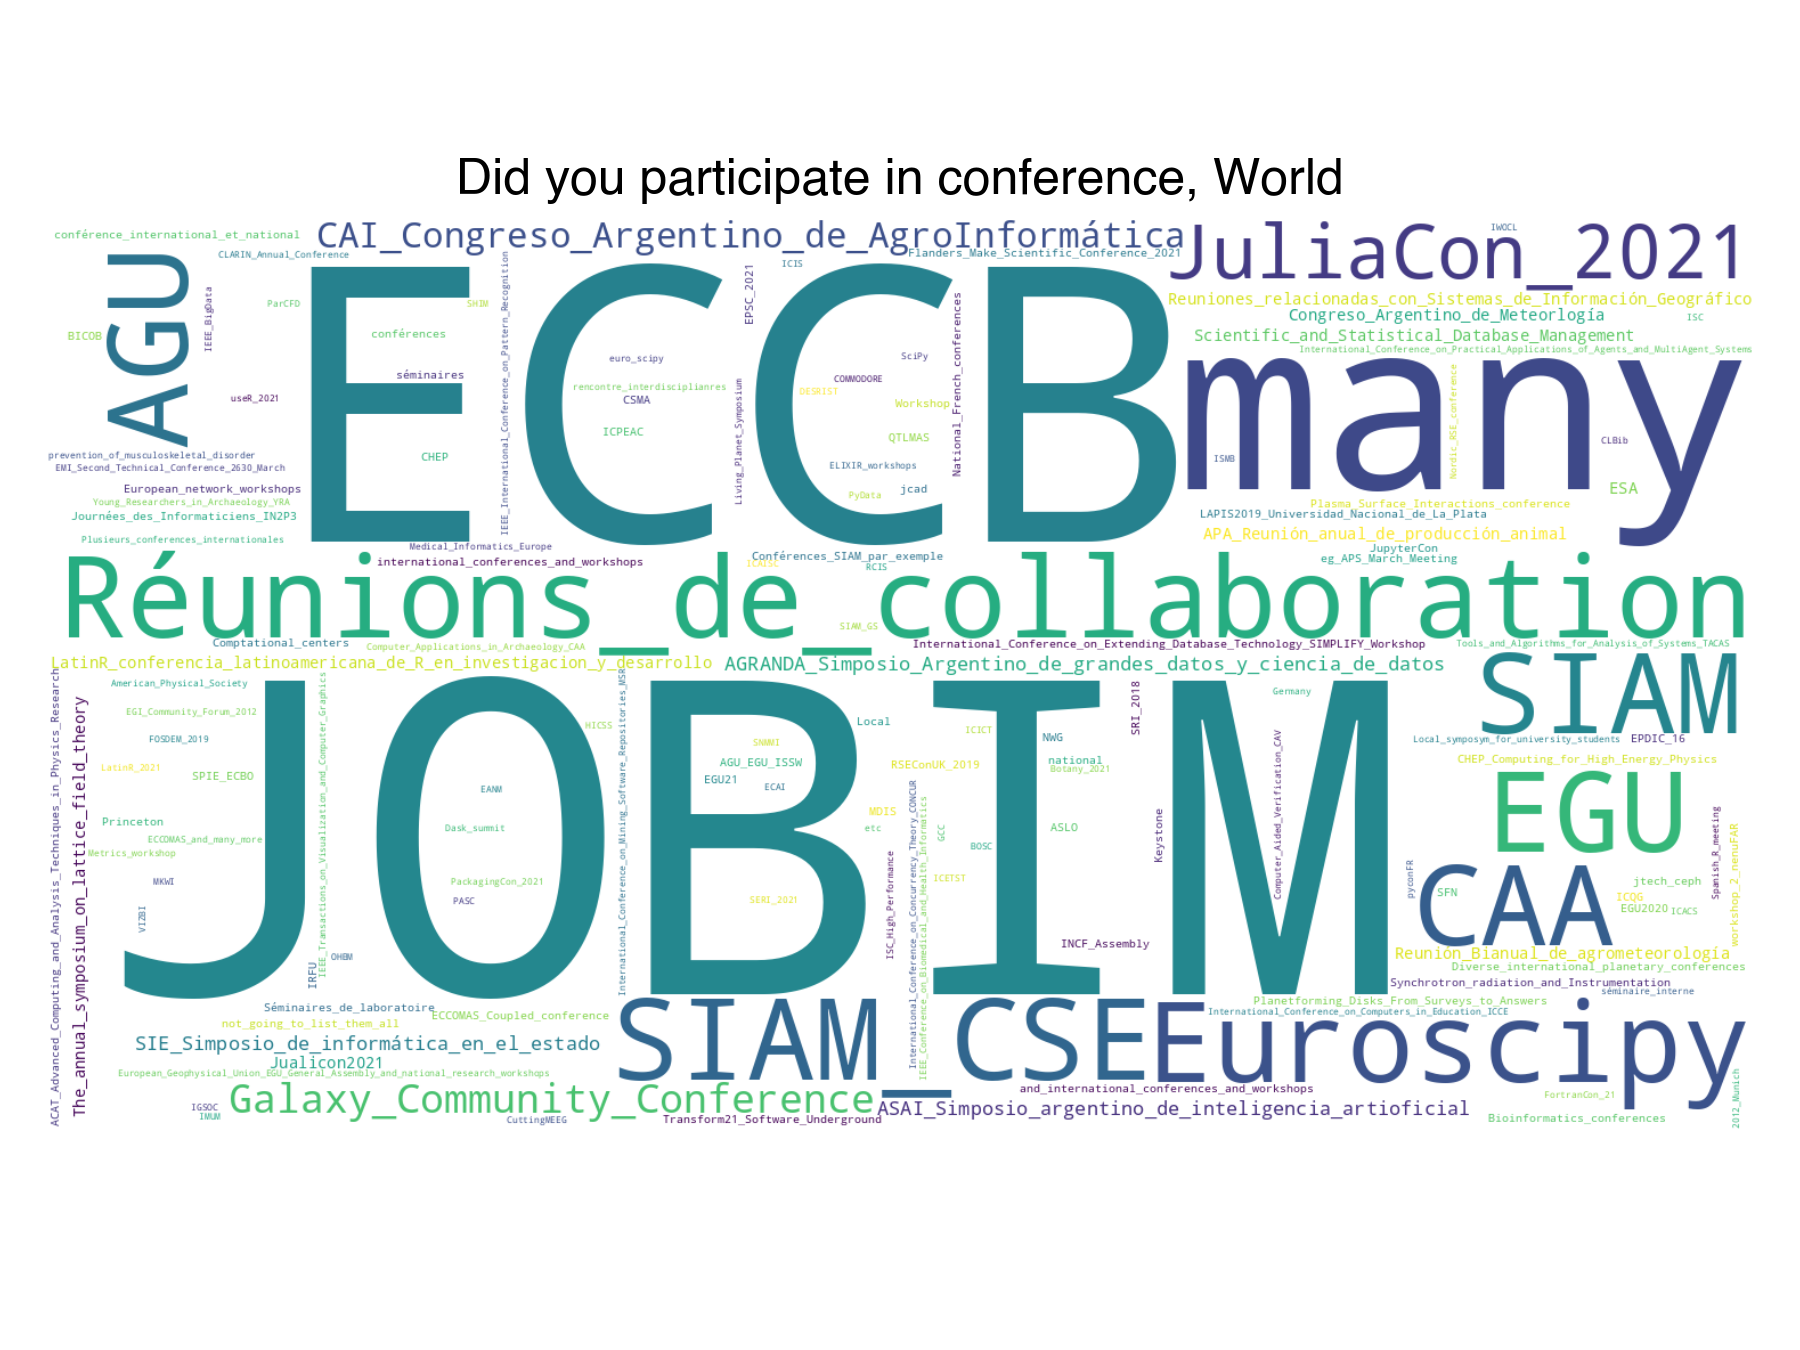 Did you participate in conference, World
conférence_international_et_national
CAI_Congreso_Argentino_de_AgroInformática
JuliaCon_2021
IWOCL
CLARIN_Annual_Conference
Flanders_Make_Scientific_Conference_2021
AGU
ECCB
ICIS
EPSC_2021
IEEE_International_Conference_on_Pattern_Recognition
IEEE_BigData
ParCFD
SHIM
BICOB
conférences
National_French_conferences
Reuniones_relacionadas_con_Sistemas_de_Información_Geográfico
Congreso_Argentino_de_Meteorlogía
ISC
Scientific_and_Statistical_Database_Management
International_Conference_on_Practical_Applications_of_Agents_and_MultiAgent_Systems
euro_scipy
SciPy
séminaires
COMMODORE
rencontre_interdisciplianres
DESRIST
useR_2021
CSMA
Workshop
Living_Planet_Symposium
many
Nordic_RSE_conference
ICPEAC
QTLMAS
CLBib
prevention_of_musculoskeletal_disorder
CHEP
ISMB
EMI_Second_Technical_Conference_2630_March
ELIXIR_workshops
European_network_workshops
PyData
jcad
ESA
Young_Researchers_in_Archaeology_YRA
Plasma_Surface_Interactions_conference
Journées_des_Informaticiens_IN2P3
LAPIS2019_Universidad_Nacional_de_La_Plata
APA_Reunión_anual_de_producción_animal
Plusieurs_conferences_internationales
Medical_Informatics_Europe
JupyterCon
international_conferences_and_workshops
Conférences_SIAM_par_exemple
eg_APS_March_Meeting
ICAISC
RCIS
Réunions_de_collaboration
SIAM_GS
Comptational_centers
Computer_Applications_in_Archaeology_CAA
International_Conference_on_Extending_Database_Technology_SIMPLIFY_Workshop
Tools_and_Algorithms_for_Analysis_of_Systems_TACAS
LatinR_conferencia_latinoamericana_de_R_en_investigacion_y_desarrollo
AGRANDA_Simposio_Argentino_de_grandes_datos_y_ciencia_de_datos
SIAM
ACAT_Advanced_Computing_and_Analysis_Techniques_in_Physics_Research
The_annual_symposium_on_lattice_field_theory
American_Physical_Society
JOBIM
Germany
EGI_Community_Forum_2012
HICSS
Local
ICICT
SRI_2018
FOSDEM_2019
SNMMI
NWG
Local_symposym_for_university_students
EPDIC_16
LatinR_2021
SPIE_ECBO
AGU_EGU_ISSW
RSEConUK_2019
national
Botany_2021
CHEP_Computing_for_High_Energy_Physics
EGU21
ECAI
EANM
IEEE_Transactions_on_Visualization_and_Computer_Graphics
International_Conference_on_Mining_Software_Repositories_MSR
Computer_Aided_Verification_CAV
EGU
Princeton
Dask_summit
MDIS
etc
GCC
ASLO
Keystone
ECCOMAS_and_many_more
BOSC
Metrics_workshop
ISC_High_Performance
International_Conference_on_Concurrency_Theory_CONCUR
IEEE_Conference_on_Biomedical_and_Health_Informatics
Spanish_R_meeting
workshop_2_nenuFAR
MKWI
PackagingCon_2021
ICETST
CAA
pyconFR
SFN
jtech_ceph
PASC
SERI_2021
ICQG
VIZBI
EGU2020
ICACS
INCF_Assembly
IRFU
OHBM
Reunión_Bianual_de_agrometeorología
Diverse_international_planetary_conferences
Synchrotron_radiation_and_Instrumentation
séminaire_interne
Séminaires_de_laboratoire
ECCOMAS_Coupled_conference
SIAM_CSE
Euroscipy
Planetforming_Disks_From_Surveys_to_Answers
International_Conference_on_Computers_in_Education_ICCE
not_going_to_list_them_all
SIE_Simposio_de_informática_en_el_estado
Jualicon2021
European_Geophysical_Union_EGU_General_Assembly_and_national_research_workshops
Galaxy_Community_Conference
and_international_conferences_and_workshops
FortranCon_21
2012_Munich
IGSOC
IMUM
CuttingMEEG
Transform21_Software_Underground
ASAI_Simposio_argentino_de_inteligencia_artioficial
Bioinformatics_conferences